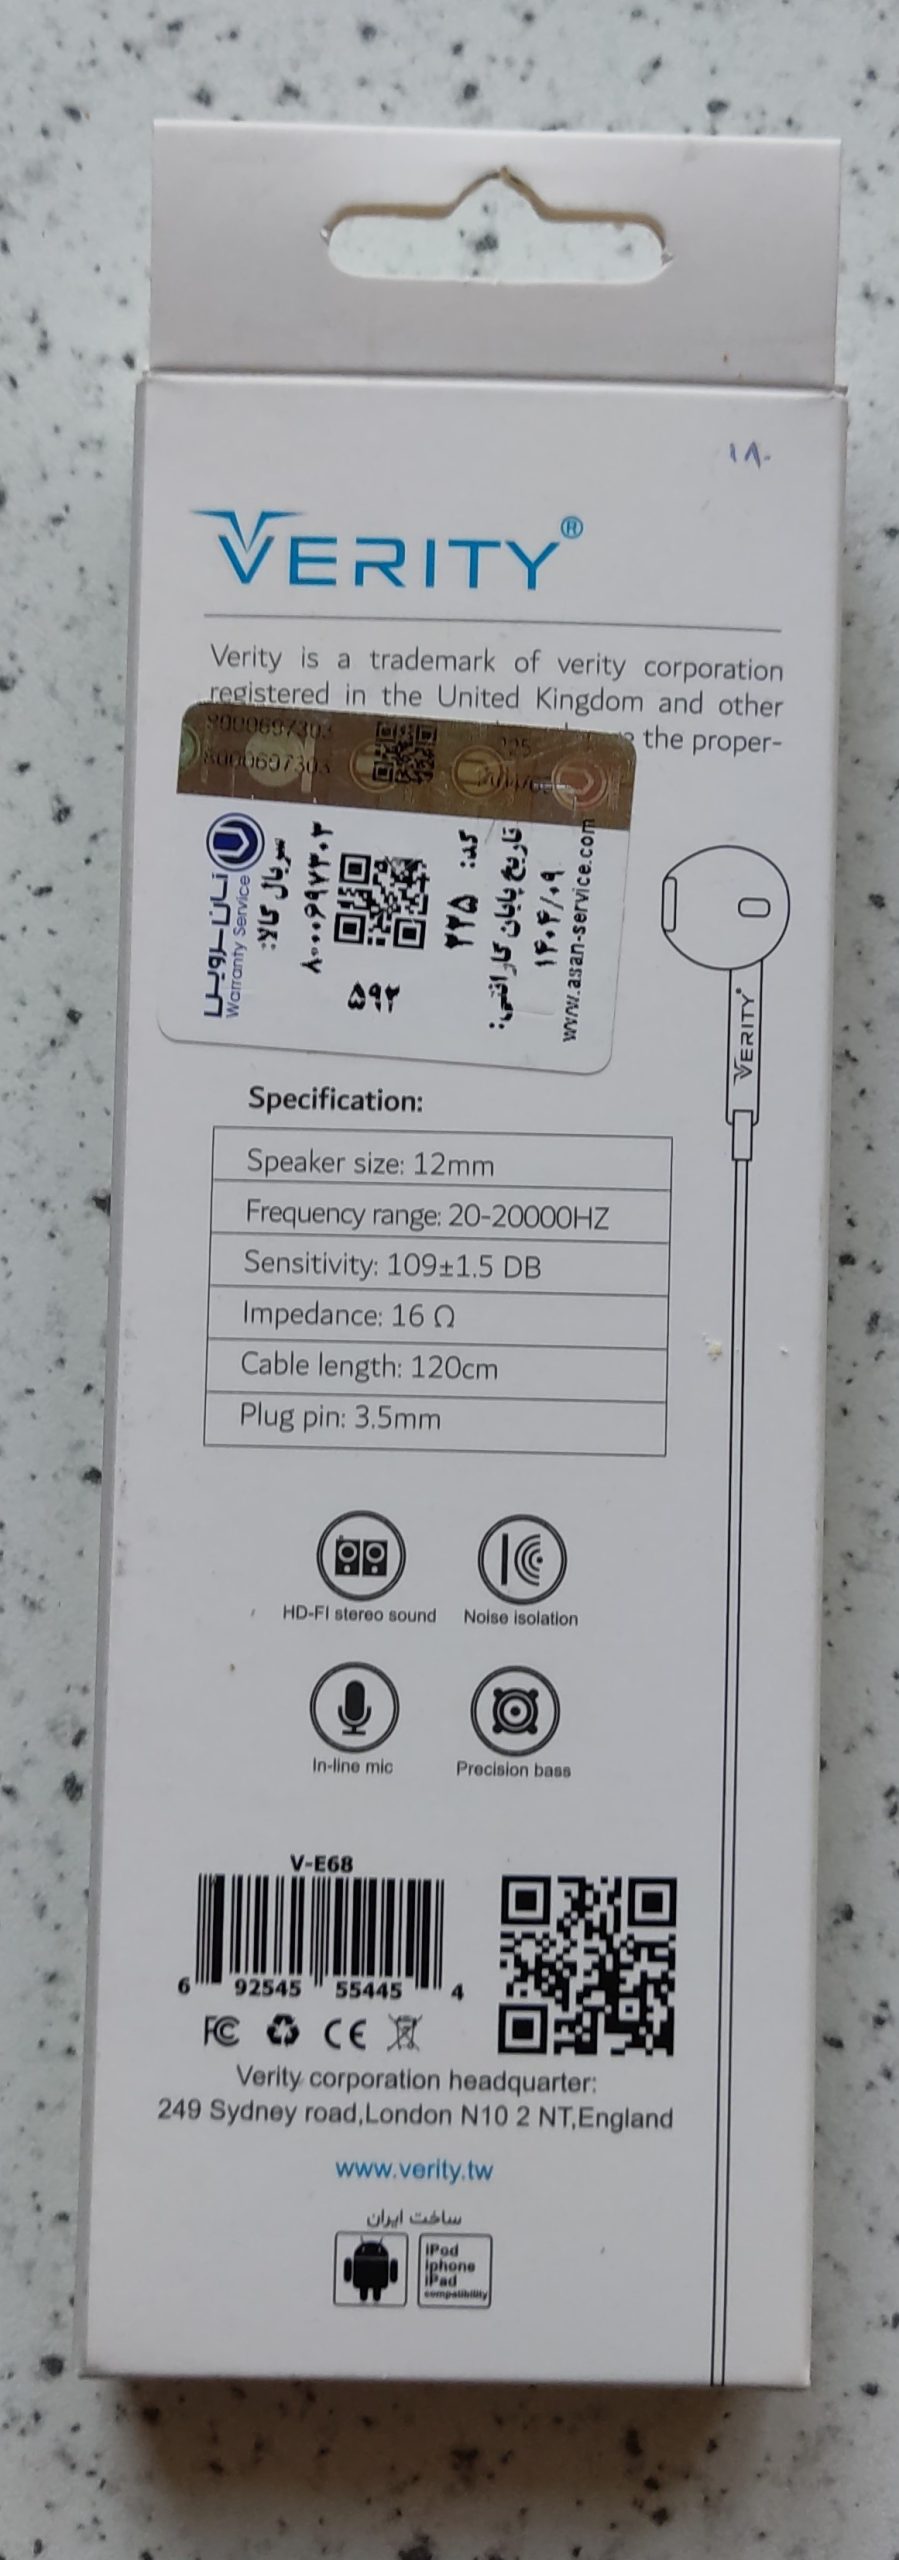 ۱۸۰
VERITY®
Verity is a trademark of verity corporation
registered in the United Kingdom and other
the proper-
8000697303
8000697303
آسان سرویس
Warranty Service
سریال کالا:
۸۰۰۰۶۹۷۳۰۳
۵۹۲
کد: ۲۲۵
تاریخ پایان گارانتی:
۱۴۰۴/۰۹
www.asan-service.com
VERITY®
Specification:
Speaker size: 12mm
Frequency range: 20-20000HZ
Sensitivity: 109±1.5 DB
Impedance: 16 Ω
Cable length: 120cm
Plug pin: 3.5mm
HD-FI stereo sound Noise isolation
In-line mic Precision bass
V-E68
6 92545 55445 4
FC CE
Verity corporation headquarter:
249 Sydney road,London N10 2 NT,England
www.verity.tw
ساخت ایران
iPod
iphone
iPad
compatibility